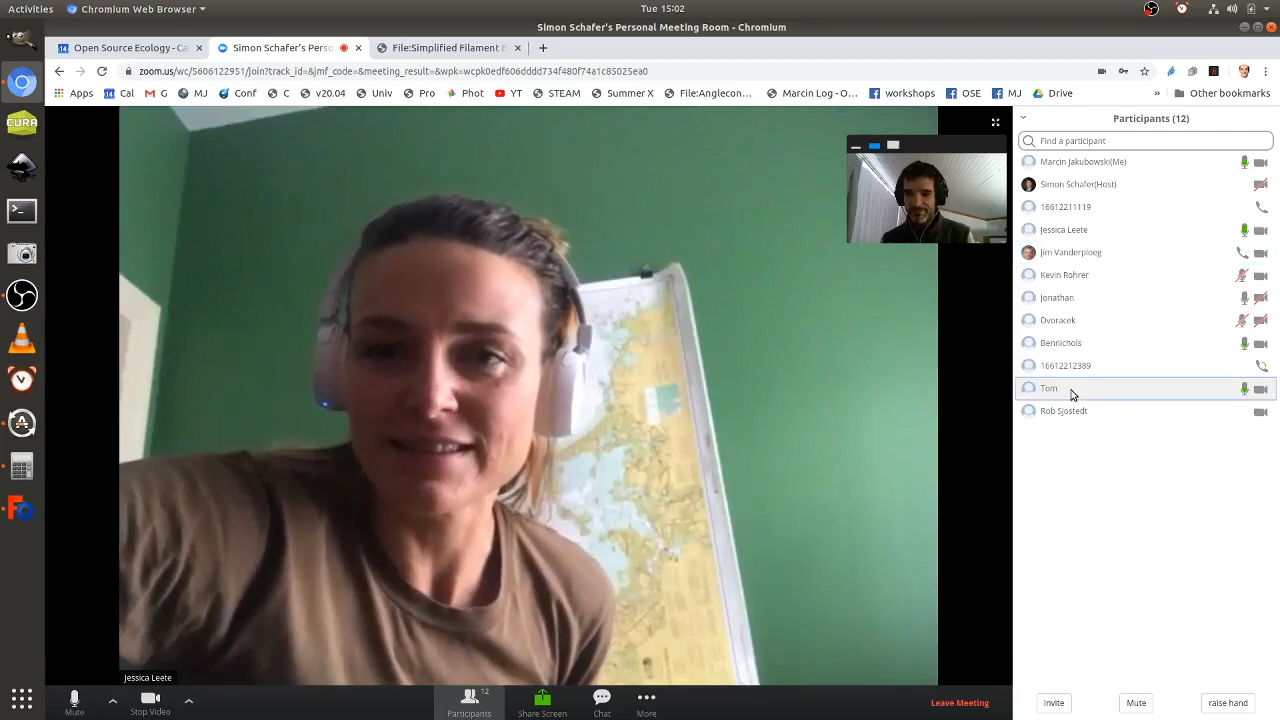 Activities Chromium Web Browser Tue 15:02
Simon Schafer's Personal Meeting Room - Chromium
Open Source Ecology - Ca
Simon Schafer's Perso
File:Simplified Filament E
zoom.us/wc/5606122951/join?track_id=&jmf_code=&meeting_result=&wpk=wcpk0edf606dddd734f480f74a1c85025ea0
Apps Cal G MJ Conf C v20.04 Univ Pro Phot YT STEAM Summer X File:Anglecon... Marcin Log - O... workshops OSE MJ Drive » Other bookmarks
CURA
Participants (12)
Find a participant
Marcin Jakubowski(Me)
Simon Schafer(Host)
16612211119
Jessica Leete
Jim Vanderploeg
Kevin Rohrer
Jonathan
Dvoracek
Bennichols
16612212389
Tom
Rob Sjostedt
Jessica Leete
Mute
Stop Video
12
Participants
Share Screen
Chat
More
Leave Meeting
Invite
Mute
raise hand